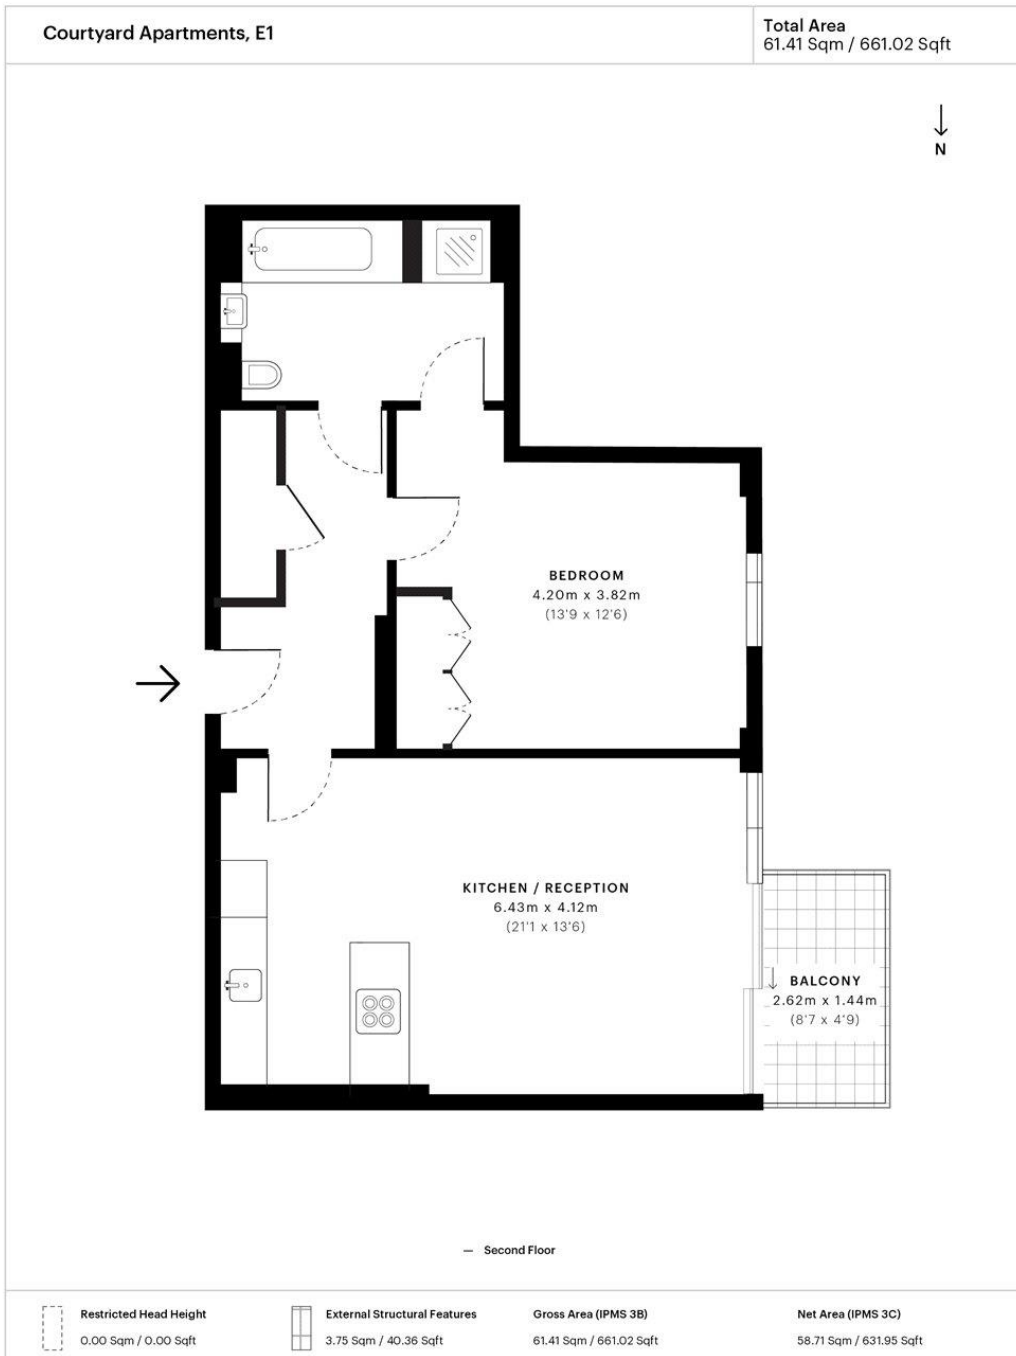 Courtyard Apartments, E1
Total Area
61.41 Sqm / 661.02 Sqft
N
BEDROOM
4.20m x 3.82m
(13'9 x 12'6)
KITCHEN / RECEPTION
6.43m x 4.12m
(21'1 x 13'6)
BALCONY
2.62m x 1.44m
(8'7 x 4'9)
— Second Floor
Restricted Head Height
0.00 Sqm / 0.00 Sqft
External Structural Features
3.75 Sqm / 40.36 Sqft
Gross Area (IPMS 3B)
61.41 Sqm / 661.02 Sqft
Net Area (IPMS 3C)
58.71 Sqm / 631.95 Sqft